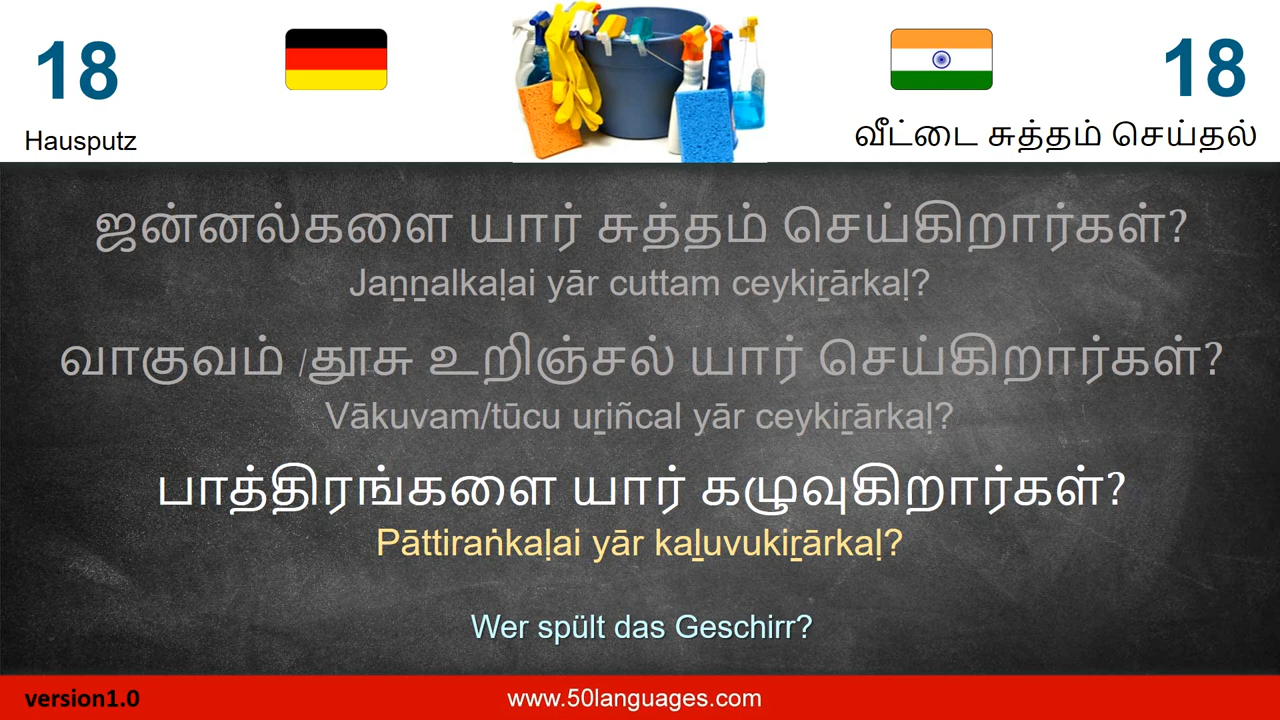 18
18
Hausputz
வீட்டை சுத்தம் செய்தல்
ஜன்னல்களை யார் சுத்தம் செய்கிறார்கள்?
Jaṉṉalkaḷai yār cuttam ceykiṟārkaḷ?
வாகுவம் /தூசு உறிஞ்சல் யார் செய்கிறார்கள்?
Vākuvam/tūcu uṟiñcal yār ceykiṟārkaḷ?
பாத்திரங்களை யார் கழுவுகிறார்கள்?
Pāttiraṅkaḷai yār kaḻuvukiṟārkaḷ?
Wer spült das Geschirr?
version1.0
www.50languages.com